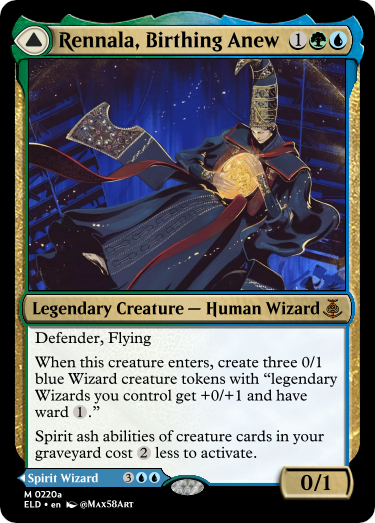 Rennala, Birthing Anew 1
Legendary Creature — Human Wizard
Defender, Flying
When this creature enters, create three 0/1
blue Wizard creature tokens with “legendary
Wizards you control get +0/+1 and have
ward 1.”
Spirit ash abilities of creature cards in your
graveyard cost 2 less to activate.
Spirit Wizard 3
0/1
M 0220a
ELD • en Max58Art